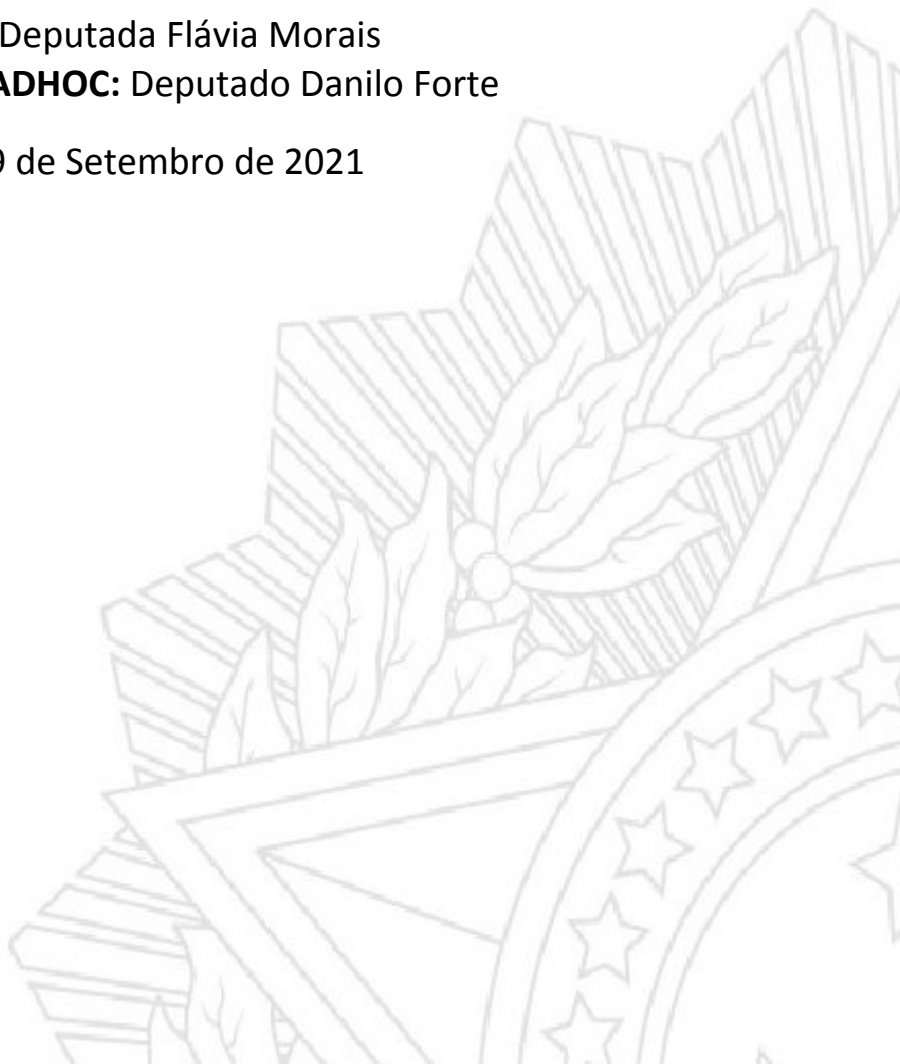 Deputada Flávia Morais
ADHOC: Deputado Danilo Forte
9 de Setembro de 2021